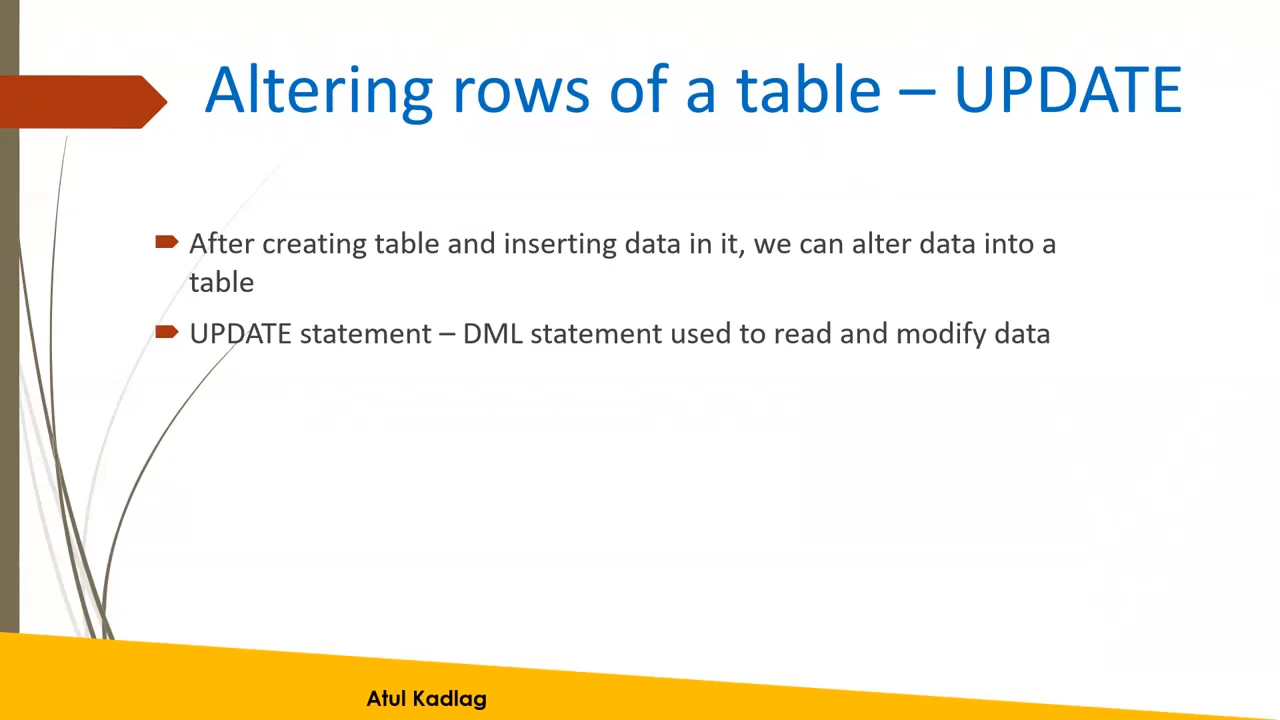 Altering rows of a table – UPDATE
After creating table and inserting data in it, we can alter data into a
table
UPDATE statement – DML statement used to read and modify data
Atul Kadlag